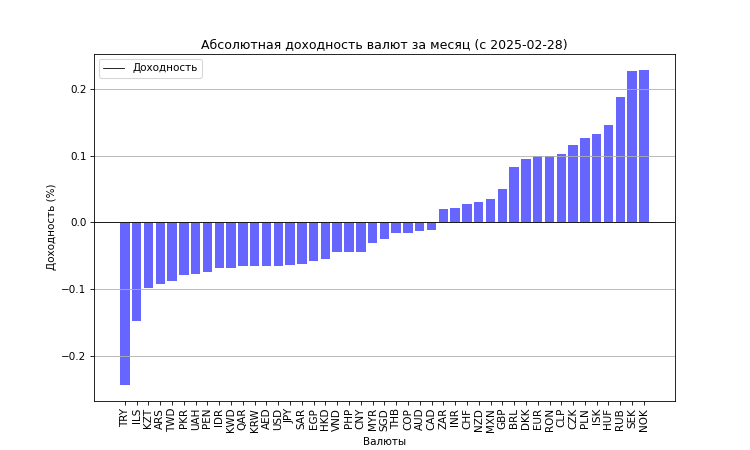 Абсолютная доходность валют за месяц (с 2025-02-28)
Доходность
0.2
0.1
0.0
−0.1
−0.2
Доходность (%)
TRY
ILS
KZT
ARS
TWD
PKR
UAH
PEN
IDR
KWD
QAR
KRW
AED
USD
JPY
SAR
EGP
HKD
VND
PHP
CNY
MYR
SGD
THB
COP
AUD
CAD
ZAR
INR
CHF
NZD
MXN
GBP
BRL
DKK
EUR
RON
CLP
CZK
PLN
ISK
HUF
RUB
SEK
NOK
Валюты